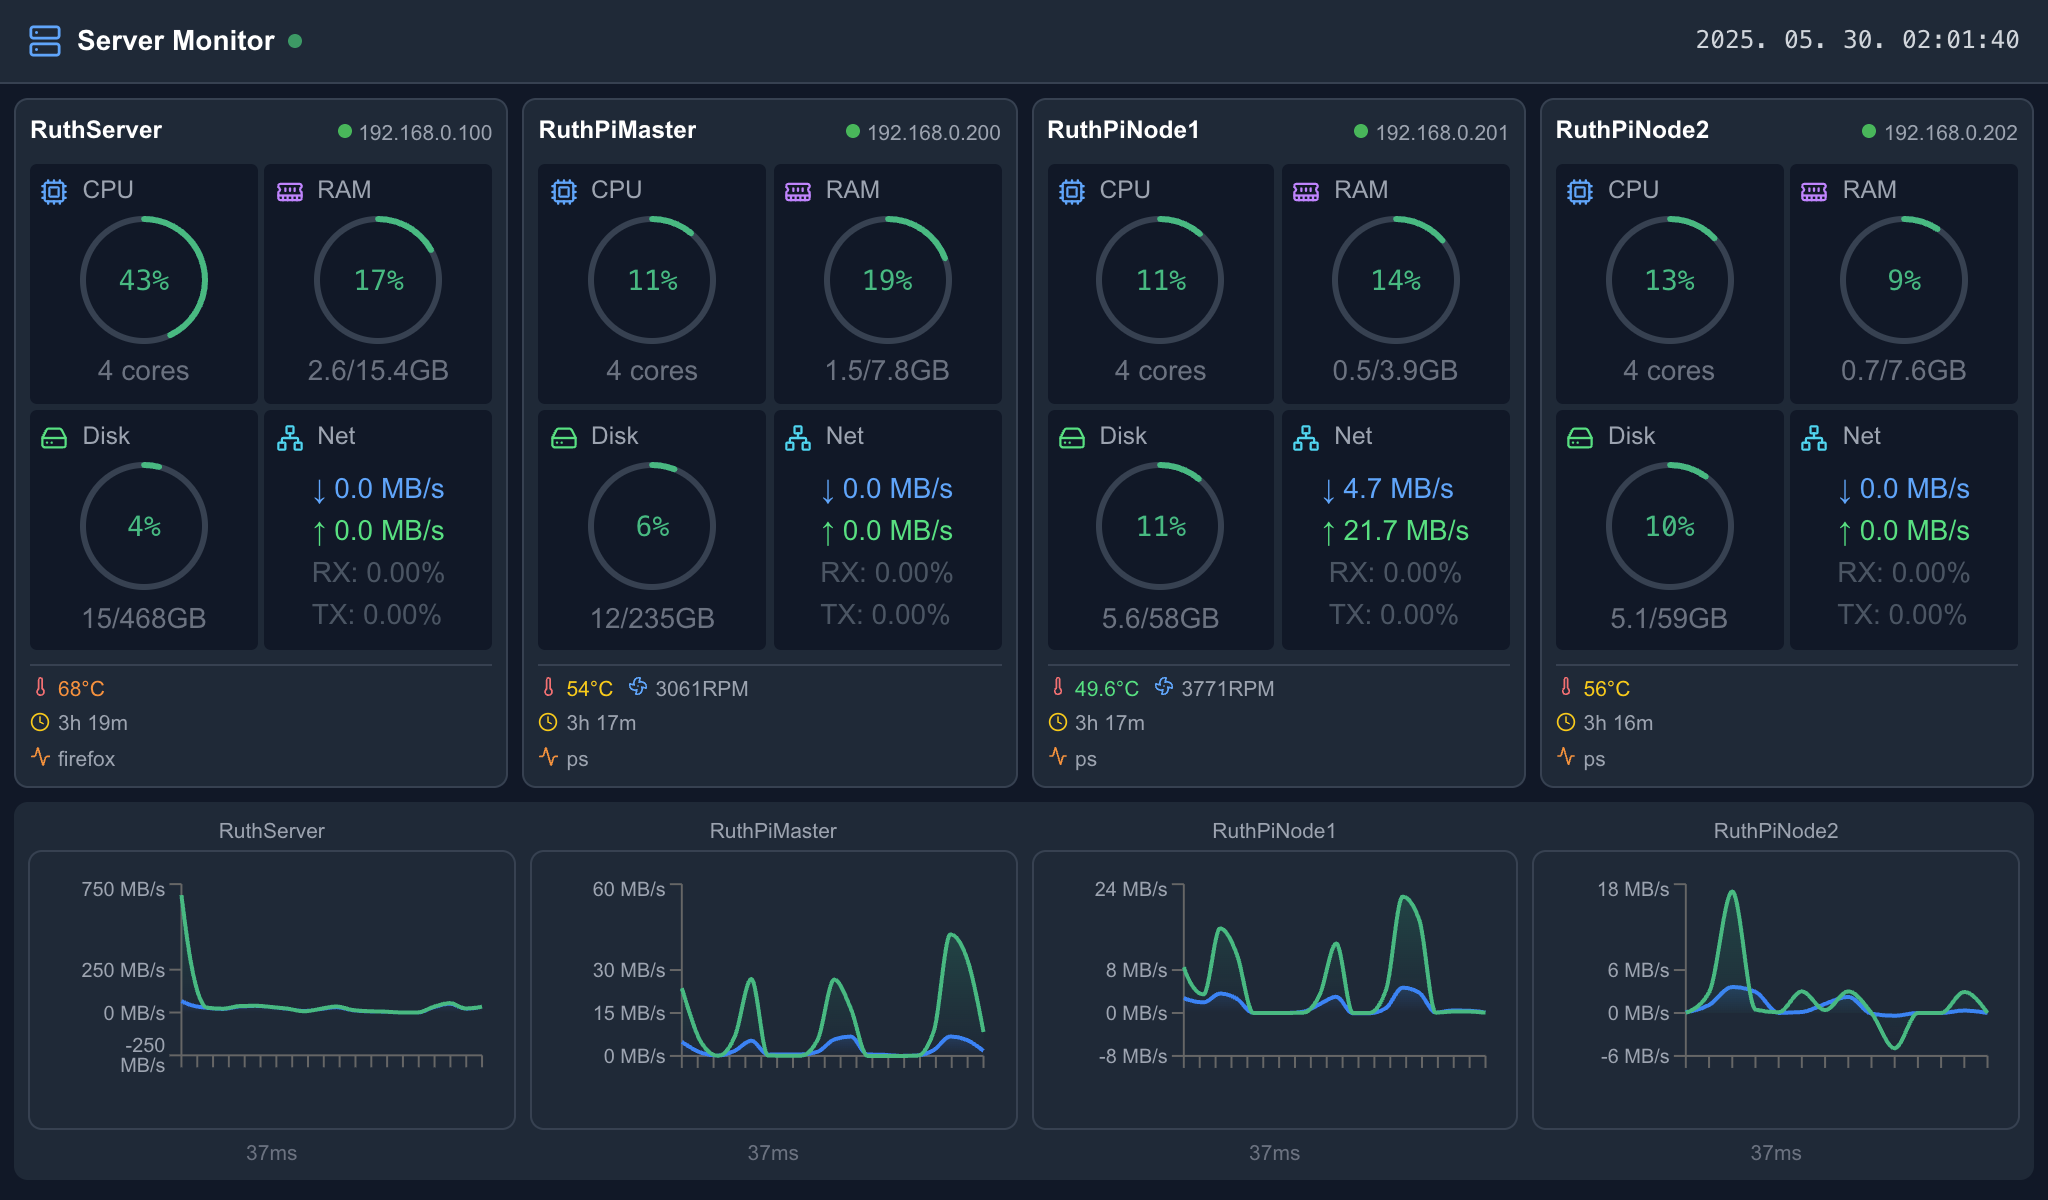 Server Monitor
2025. 05. 30. 02:01:40
RuthServer
192.168.0.100
CPU
43%
4 cores
RAM
17%
2.6/15.4GB
Disk
4%
15/468GB
Net
↓ 0.0 MB/s
↑ 0.0 MB/s
RX: 0.00%
TX: 0.00%
68°C
3h 19m
firefox
RuthPiMaster
192.168.0.200
CPU
11%
4 cores
RAM
19%
1.5/7.8GB
Disk
6%
12/235GB
Net
↓ 0.0 MB/s
↑ 0.0 MB/s
RX: 0.00%
TX: 0.00%
54°C 3061RPM
3h 17m
ps
RuthPiNode1
192.168.0.201
CPU
11%
4 cores
RAM
14%
0.5/3.9GB
Disk
11%
5.6/58GB
Net
↓ 4.7 MB/s
↑ 21.7 MB/s
RX: 0.00%
TX: 0.00%
49.6°C 3771RPM
3h 17m
ps
RuthPiNode2
192.168.0.202
CPU
13%
4 cores
RAM
9%
0.7/7.6GB
Disk
10%
5.1/59GB
Net
↓ 0.0 MB/s
↑ 0.0 MB/s
RX: 0.00%
TX: 0.00%
56°C
3h 16m
ps
RuthServer
750 MB/s
250 MB/s
0 MB/s
-250
MB/s
37ms
RuthPiMaster
60 MB/s
30 MB/s
15 MB/s
0 MB/s
37ms
RuthPiNode1
24 MB/s
8 MB/s
0 MB/s
-8 MB/s
37ms
RuthPiNode2
18 MB/s
6 MB/s
0 MB/s
-6 MB/s
37ms